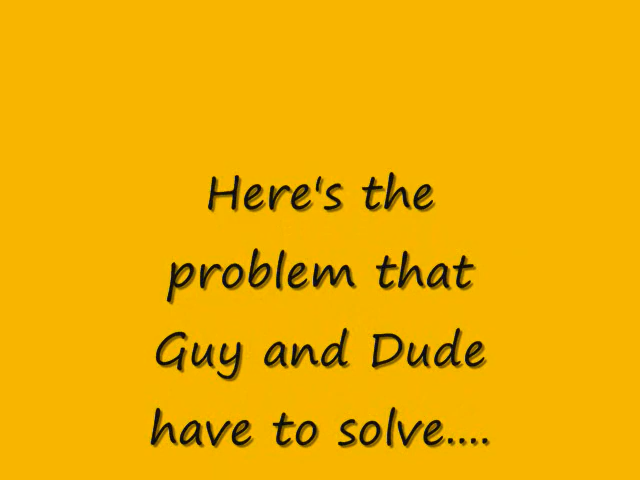 Here's the
problem that
Guy and Dude
have to solve....